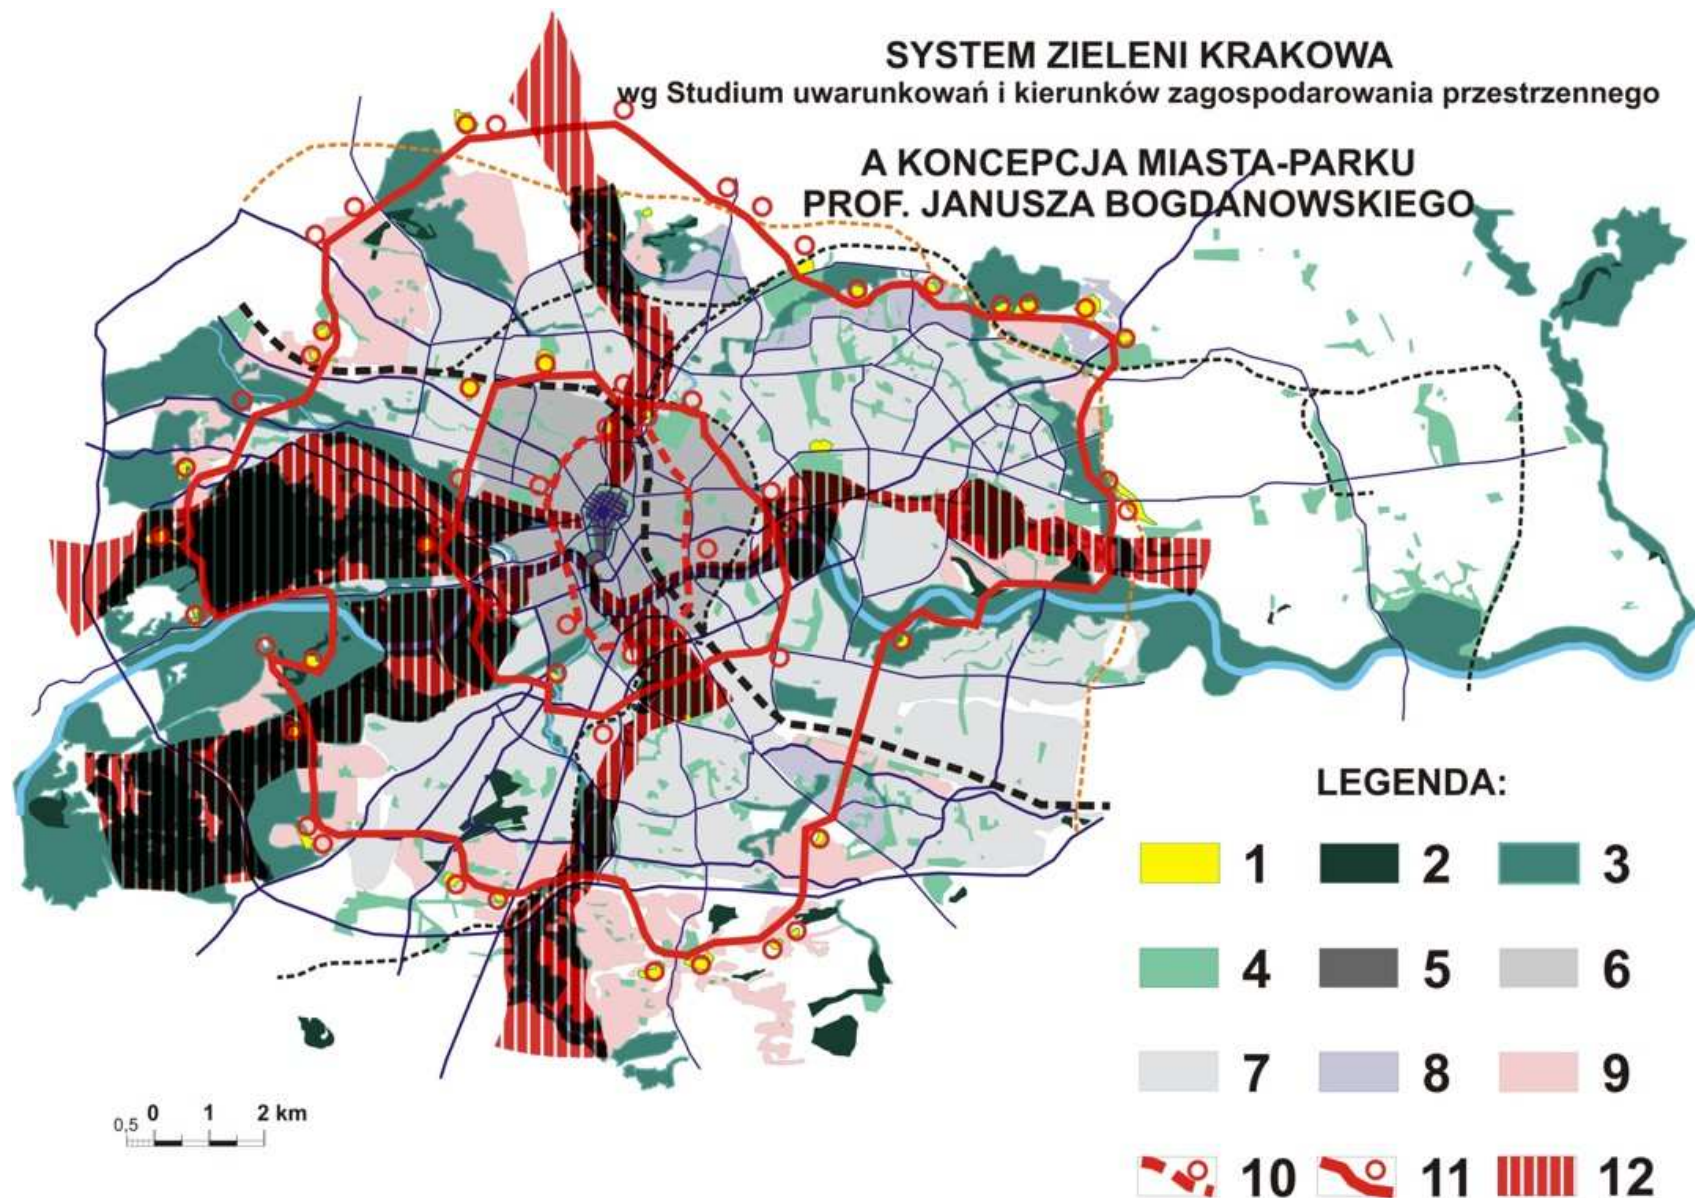 SYSTEM ZIELENI KRAKOWA
wg Studium uwarunkowań i kierunków zagospodarowania przestrzennego
A KONCEPCJA MIASTA-PARKU
PROF. JANUSZA BOGDANOWSKIEGO
LEGENDA:
1 2 3
4 5 6
7 8 9
10 11 12
0,5 0 1 2 km